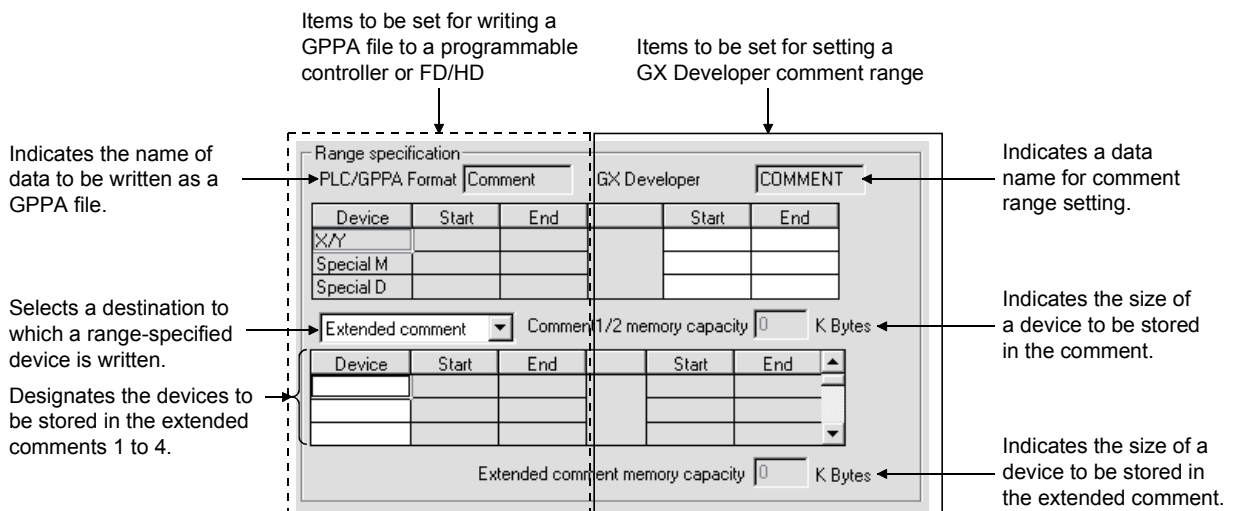 Items to be set for writing a
GPPA file to a programmable
controller or FD/HD
Items to be set for setting a
GX Developer comment range
Indicates the name of
data to be written as a
GPPA file.
Range specification
PLC/GPPA Format Comment GX Developer COMMENT
Indicates a data
name for comment
range setting.
Device Start End Start End
X/Y
Special M
Special D
Selects a destination to
which a range-specified
device is written.
Extended comment Commen 1/2 memory capacity 0 K Bytes
Indicates the size of
a device to be stored
in the comment.
Device Start End Start End
Designates the devices to
be stored in the extended
comments 1 to 4.
Extended comment memory capacity 0 K Bytes
Indicates the size of a
device to be stored in
the extended comment.